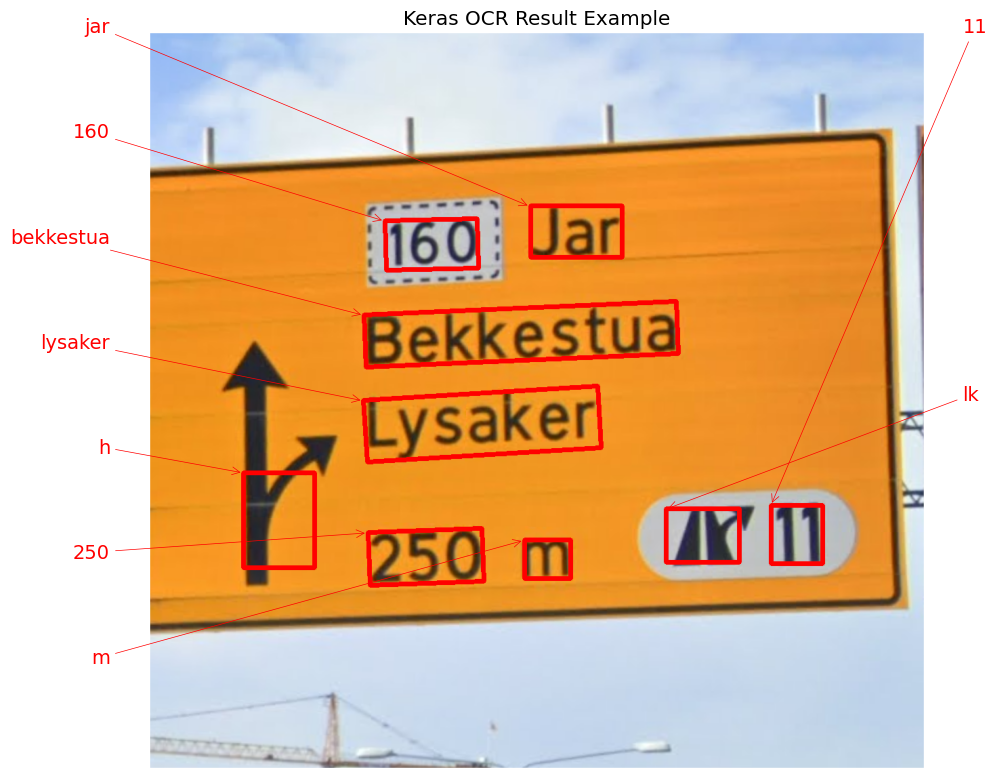 Keras OCR Result Example
jar
11
160
160 Jar
bekkestua
Bekkestua
lysaker
Lysaker
lk
h
250
250 m
11
m